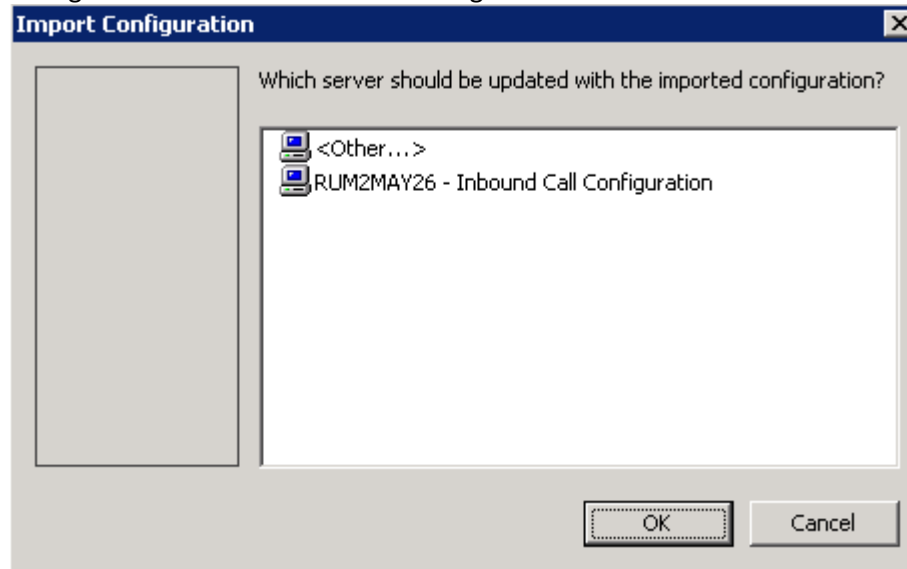 Import Configuration
Which server should be updated with the imported configuration?
<Other...>
RUM2MAY26 - Inbound Call Configuration
OK
Cancel